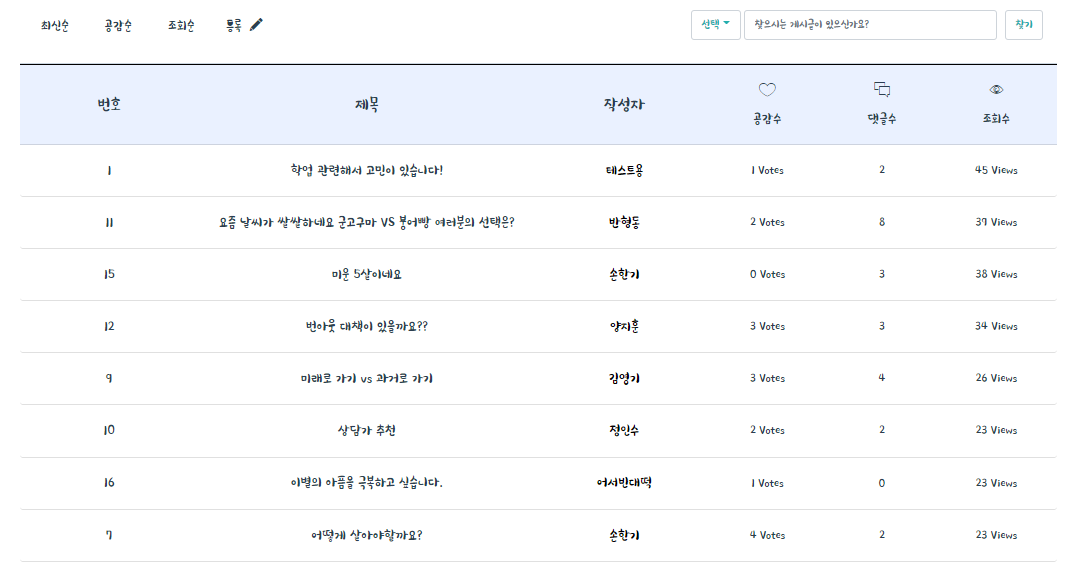 최신순 공감순 조회순 등록 선택 찾으시는 게시글이 있으신가요? 찾기
번호 제목 작성자 공감수 댓글수 조회수
1 학업 관련해서 고민이 있습니다! 테스트용 1 Votes 2 45 Views
11 요즘 날씨가 쌀쌀하네요 군고구마 VS 붕어빵 여러분의 선택은? 반형동 2 Votes 8 39 Views
15 미운 5살이네요 손한기 0 Votes 3 38 Views
12 번아웃 대책이 있을까요?? 양지훈 3 Votes 3 34 Views
9 미래로 가기 vs 과거로 가기 김영기 3 Votes 4 26 Views
10 상담가 추천 정인수 2 Votes 2 23 Views
16 이별의 아픔을 극복하고 싶습니다. 어서반대떡 1 Votes 0 23 Views
7 어떻게 살아야할까요? 손한기 4 Votes 2 23 Views